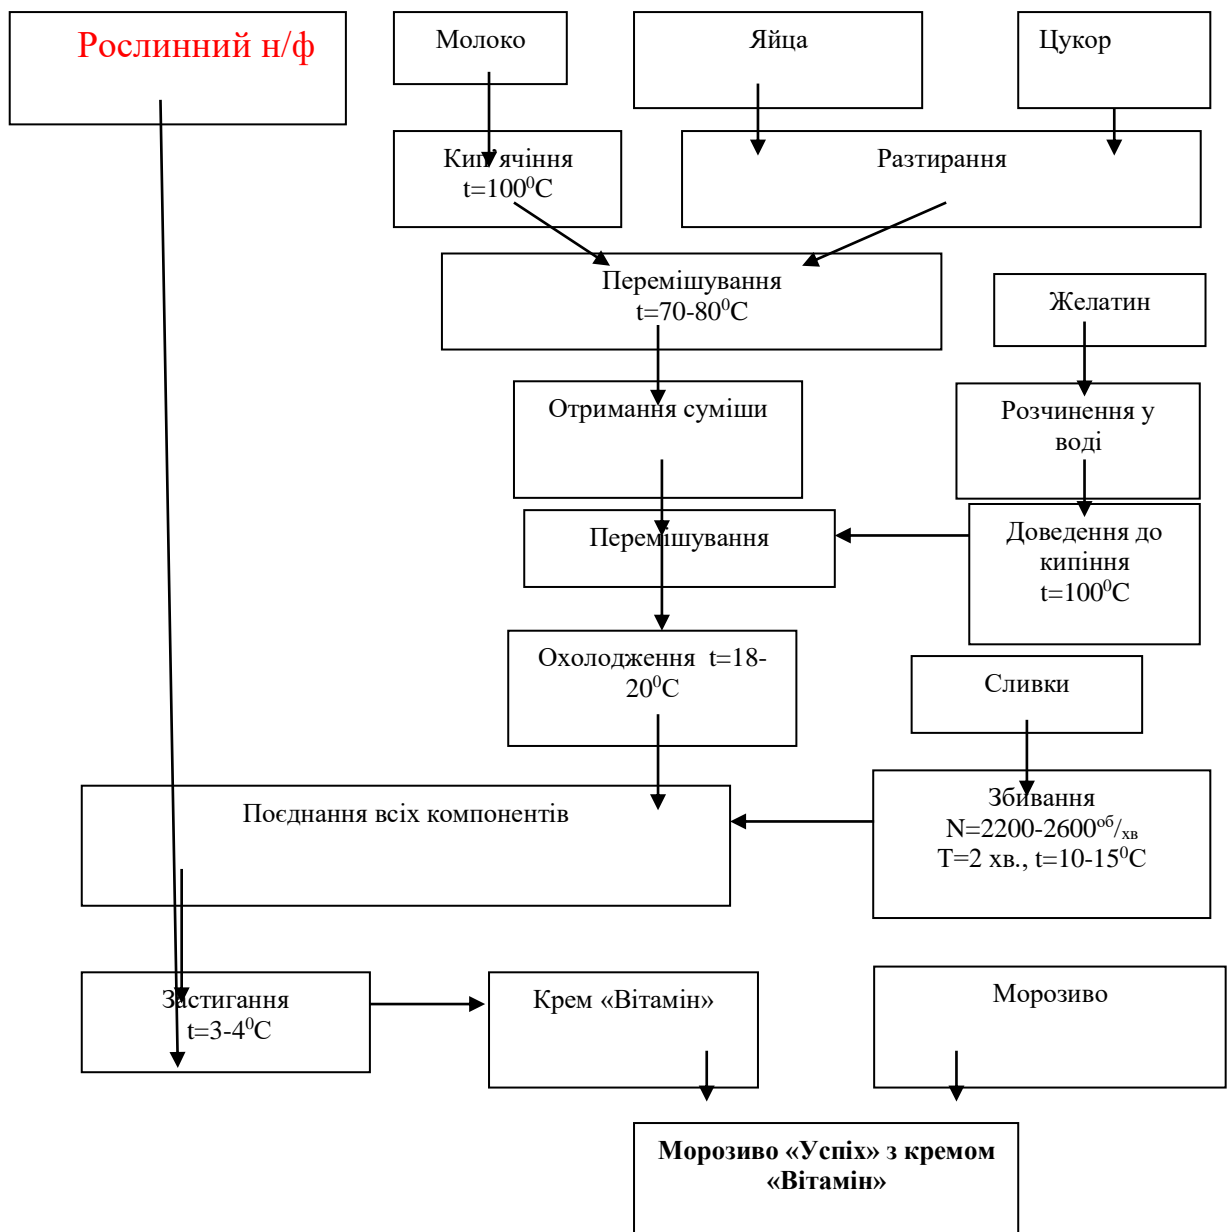 Рослинний н/ф
Молоко
Яйца
Цукор
Кип'ячіння
t=100⁰С
Разтирання
Перемішування
t=70-80⁰С
Желатин
Отримання суміши
Розчинення у
воді
Перемішування
Доведення до
кипіння
t=100⁰С
Охолодження t=18-
20⁰С
Сливки
Поєднання всіх компонентів
Збивання
N=2200-2600ᵒᵇ/хв
T=2 хв., t=10-15⁰С
Застигання
t=3-4⁰С
Крем «Вітамін»
Морозиво
Морозиво «Успіх» з кремом
«Вітамін»